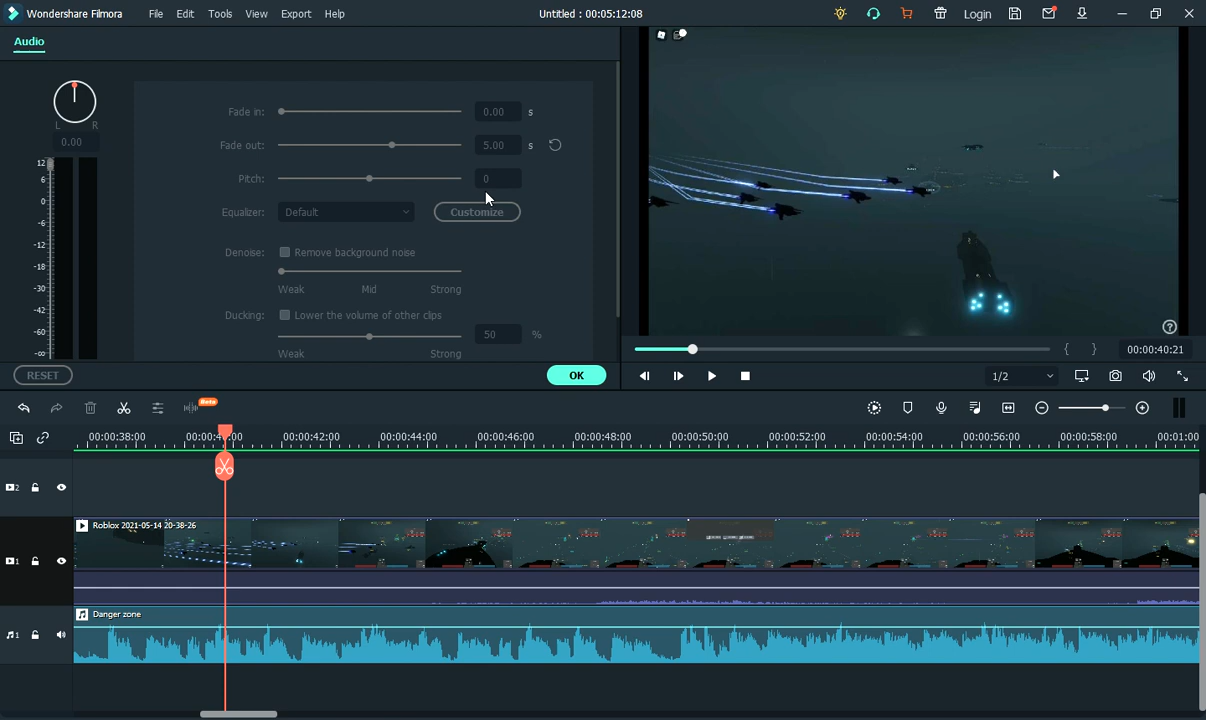 Wondershare Filmora File Edit Tools View Export Help Untitled : 00:05:12:08 Login
Audio
L R
0.00
12
6
0
-6
-12
-18
-30
-42
-60
-∞
Fade in: 0.00 s
Fade out: 5.00 s
Pitch: 0
Equalizer: Default Customize
Denoise: Remove background noise
Weak Mid Strong
Ducking: Lower the volume of other clips
50 %
Weak Strong
RESET OK
{ } 00:00:40:21
1/2
00:00:38:00 00:00:42:00 00:00:44:00 00:00:46:00 00:00:48:00 00:00:50:00 00:00:52:00 00:00:54:00 00:00:56:00 00:00:58:00 00:01:00
2
Roblox 2021-05-14 20-38-26
1
Danger zone
1